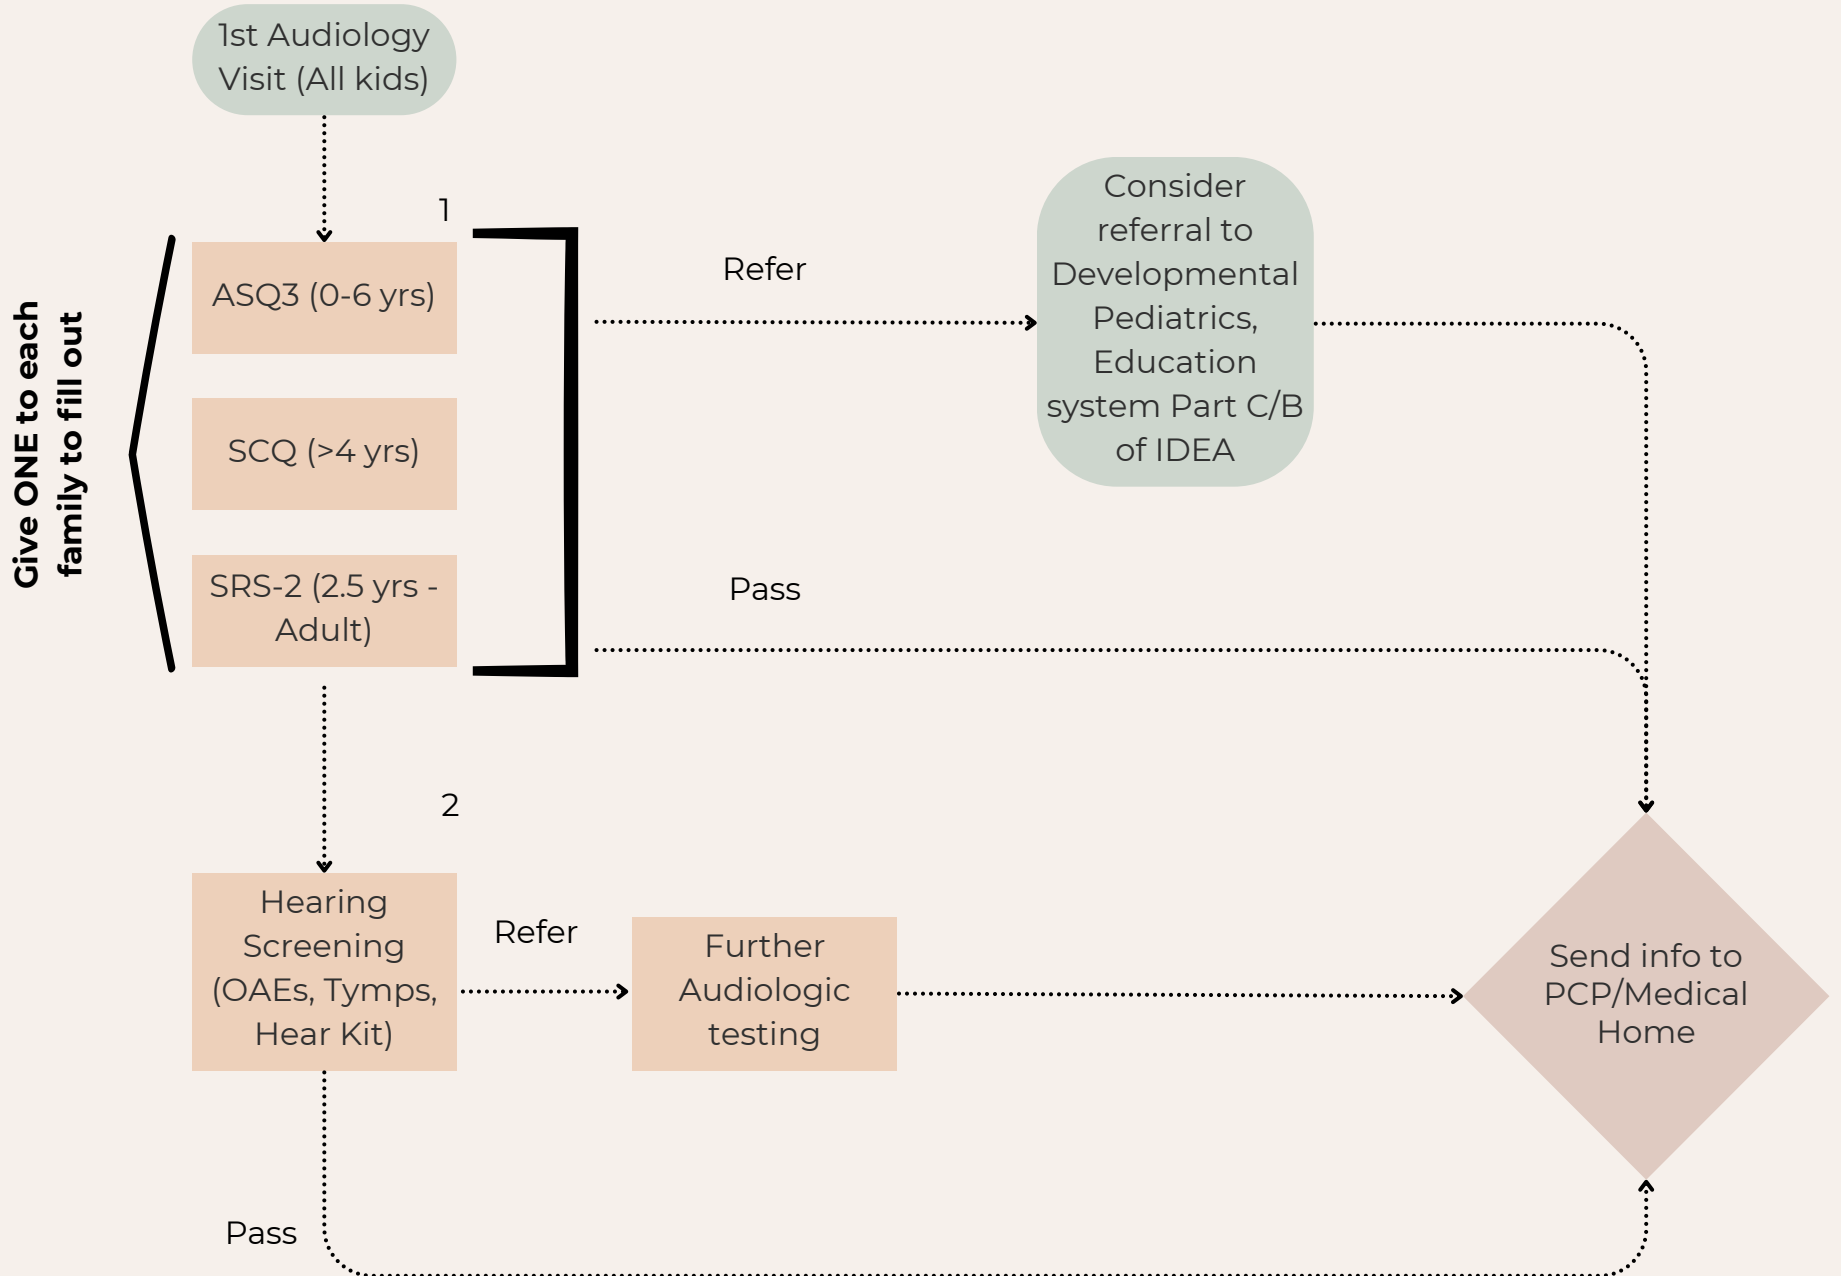 1st Audiology
Visit (All kids)
1
Give ONE to each
family to fill out
ASQ3 (0-6 yrs)
SCQ (>4 yrs)
SRS-2 (2.5 yrs -
Adult)
Refer
Consider
referral to
Developmental
Pediatrics,
Education
system Part C/B
of IDEA
Pass
2
Hearing
Screening
(OAEs, Tymps,
Hear Kit)
Refer
Further
Audiologic
testing
Send info to
PCP/Medical
Home
Pass